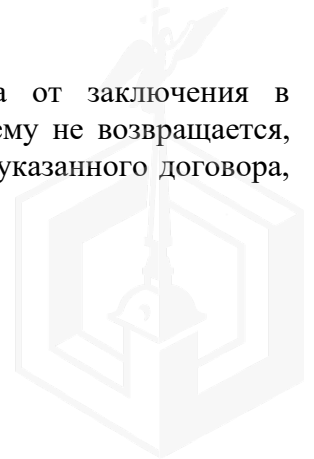 а от заключения в
ему не возвращается,
указанного договора,